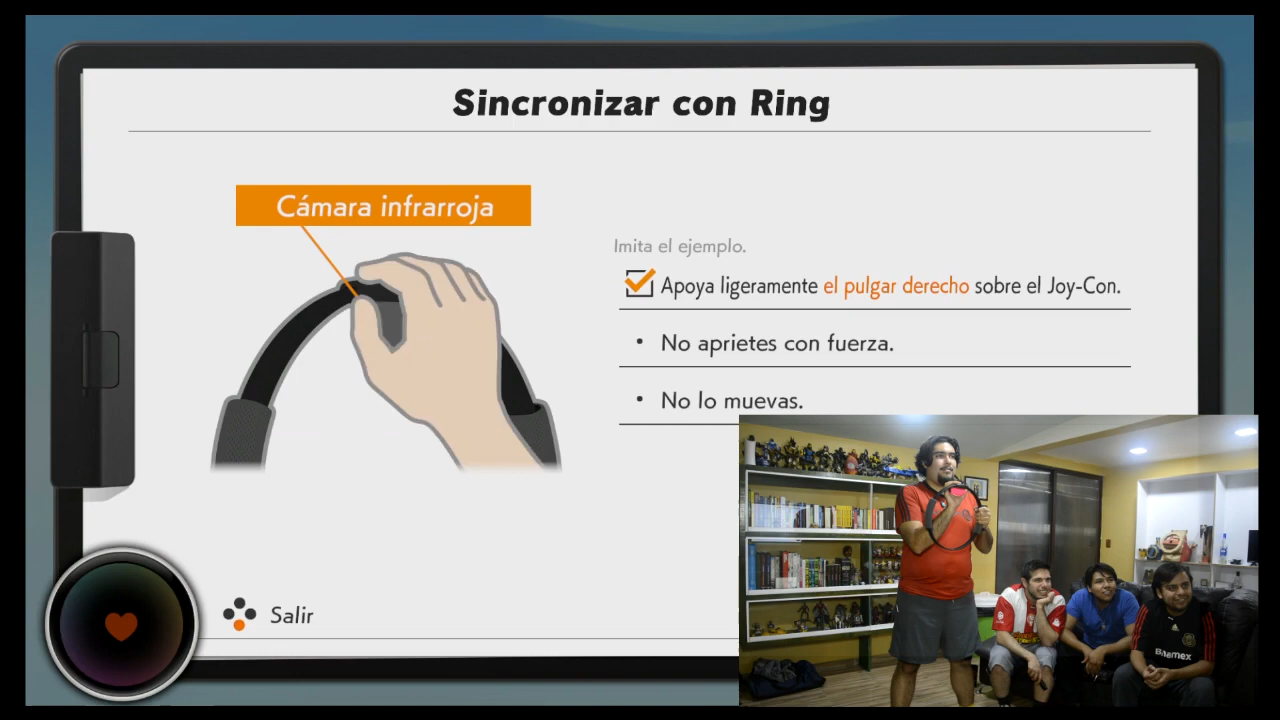 Sincronizar con Ring
Cámara infrarroja
Imita el ejemplo.
Apoya ligeramente el pulgar derecho sobre el Joy-Con.
• No aprietes con fuerza.
• No lo muevas.
Salir
Banamex